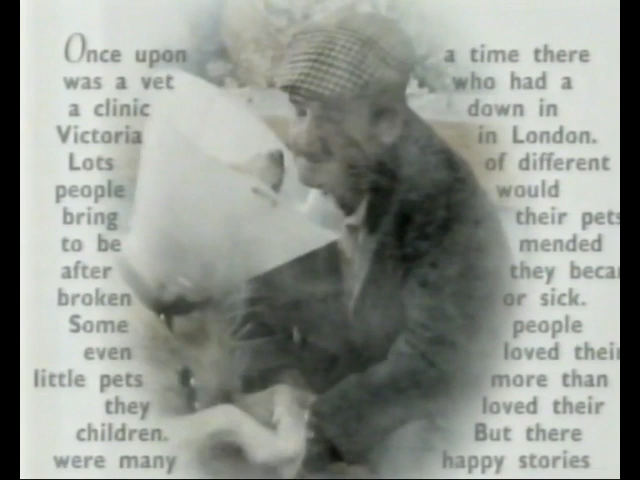 Once upon a time there
was a vet who had a
a clinic down in
Victoria in London.
Lots of different
people would
bring their pets
to be mended
after they beca
broken or sick.
Some people
even loved thei
little pets more than
they loved their
children. But there
were many happy stories